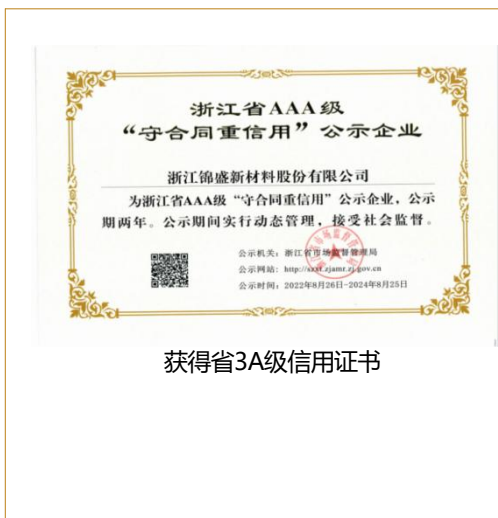 浙江省AAA级
“守合同重信用”公示企业
浙江锦盛新材料股份有限公司
为浙江省AAA级“守合同重信用”公示企业，公示
期两年。公示期间实行动态管理，接受社会监督。
公示机关：浙江省市场监督管理局
公示网站：http://szxt.zjamr.zj.gov.cn
公示时间：2022年8月26日-2024年8月25日
获得省3A级信用证书